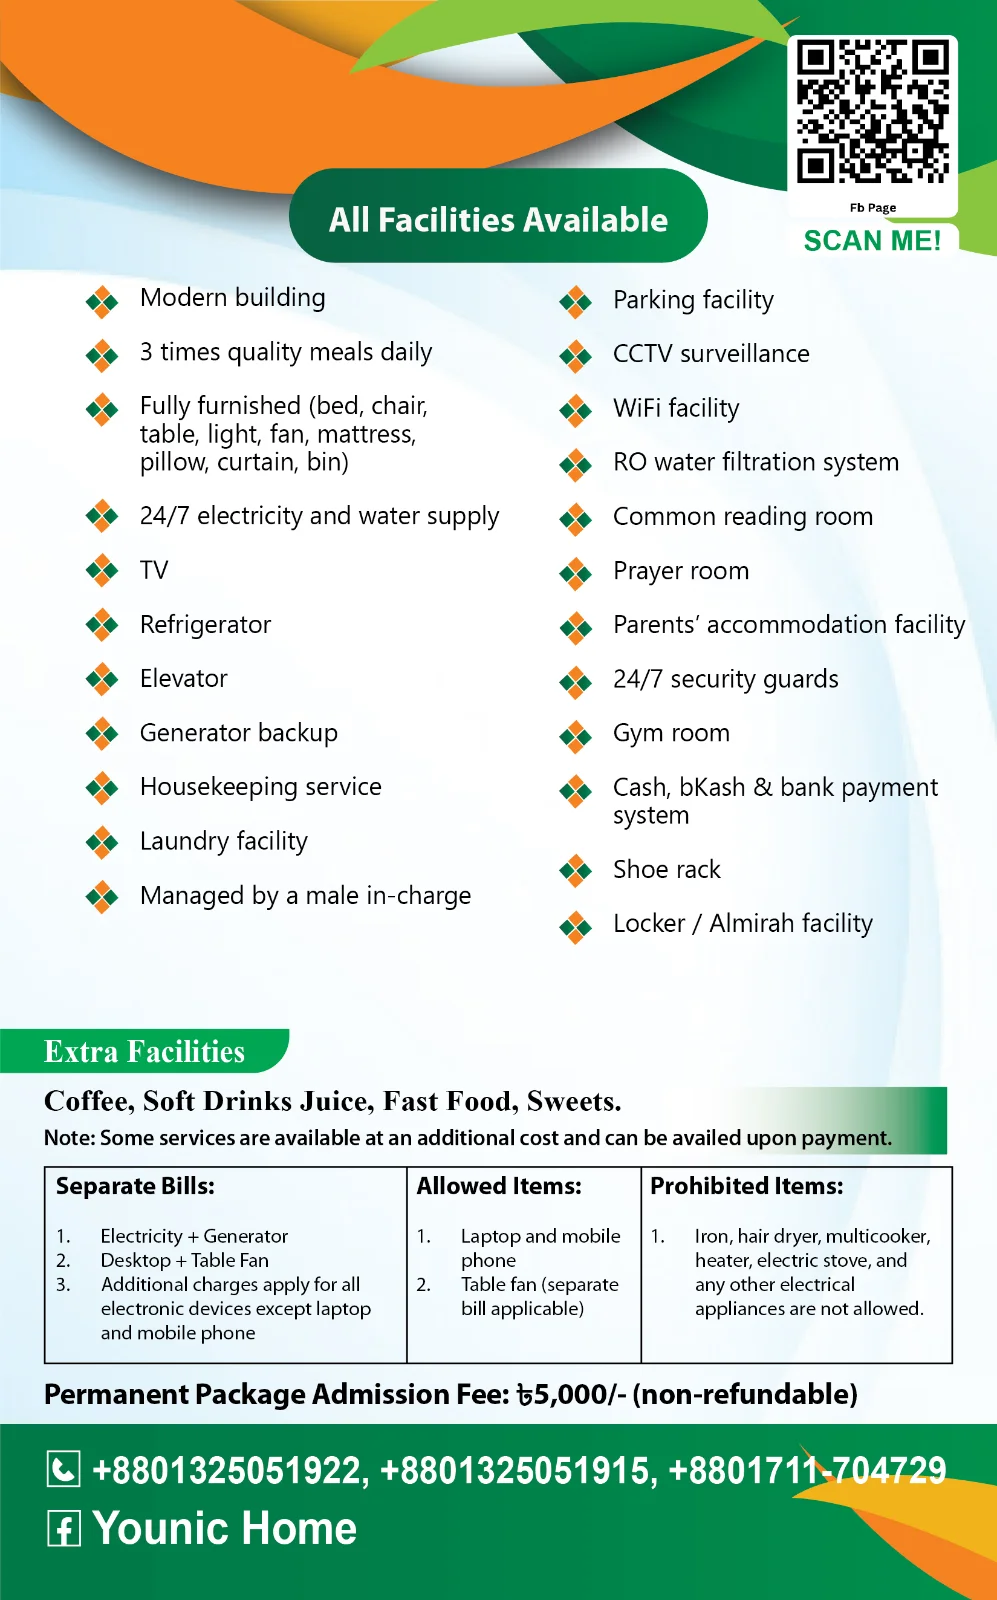 Fb Page
SCAN ME!
All Facilities Available
Modern building
3 times quality meals daily
Fully furnished (bed, chair,
table, light, fan, mattress,
pillow, curtain, bin)
24/7 electricity and water supply
TV
Refrigerator
Elevator
Generator backup
Housekeeping service
Laundry facility
Managed by a male in-charge
Parking facility
CCTV surveillance
WiFi facility
RO water filtration system
Common reading room
Prayer room
Parents’ accommodation facility
24/7 security guards
Gym room
Cash, bKash & bank payment
system
Shoe rack
Locker / Almirah facility
Extra Facilities
Coffee, Soft Drinks Juice, Fast Food, Sweets.
Note: Some services are available at an additional cost and can be availed upon payment.
Separate Bills:
1. Electricity + Generator
2. Desktop + Table Fan
3. Additional charges apply for all
electronic devices except laptop
and mobile phone
Allowed Items:
1. Laptop and mobile
phone
2. Table fan (separate
bill applicable)
Prohibited Items:
1. Iron, hair dryer, multicooker,
heater, electric stove, and
any other electrical
appliances are not allowed.
Permanent Package Admission Fee: ৳5,000/- (non-refundable)
+8801325051922, +8801325051915, +8801711-704729
Younic Home